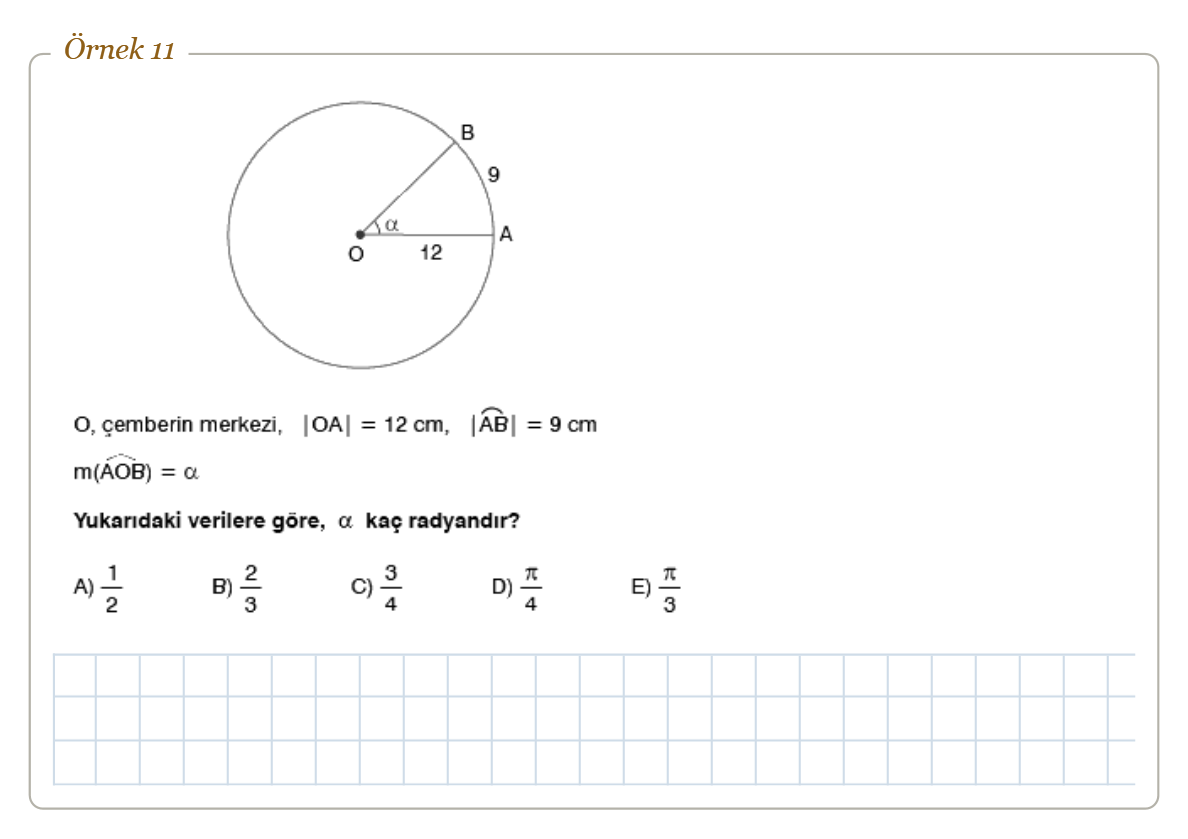 Örnek 11
B
9
α
A
O
12
O, çemberin merkezi, |OA| = 12 cm, |AB| = 9 cm
m(AOB) = α
Yukarıdaki verilere göre, α kaç radyandır?
A) 1/2 B) 2/3 C) 3/4 D) π/4 E) π/3